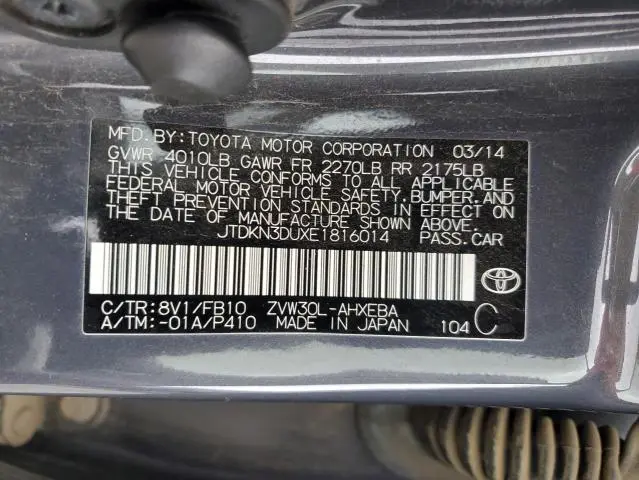 MFD.BY:TOYOTA MOTOR CORPORATION 03/14
GVWR 4010LB GAWR FR 2270LB RR 2175LB
THIS VEHICLE CONFORMS TO ALL APPLICABLE
FEDERAL MOTOR VEHICLE SAFETY,BUMPER,AND
THEFT PREVENTION STANDARDS IN EFFECT ON
THE DATE OF MANUFACTURE SHOWN ABOVE.
JTDKN3DUXE1816014 PASS.CAR
C/TR:8V1/FB10 ZVW30L-AHXEBA
A/TM:-01A/P410 MADE IN JAPAN 104 C